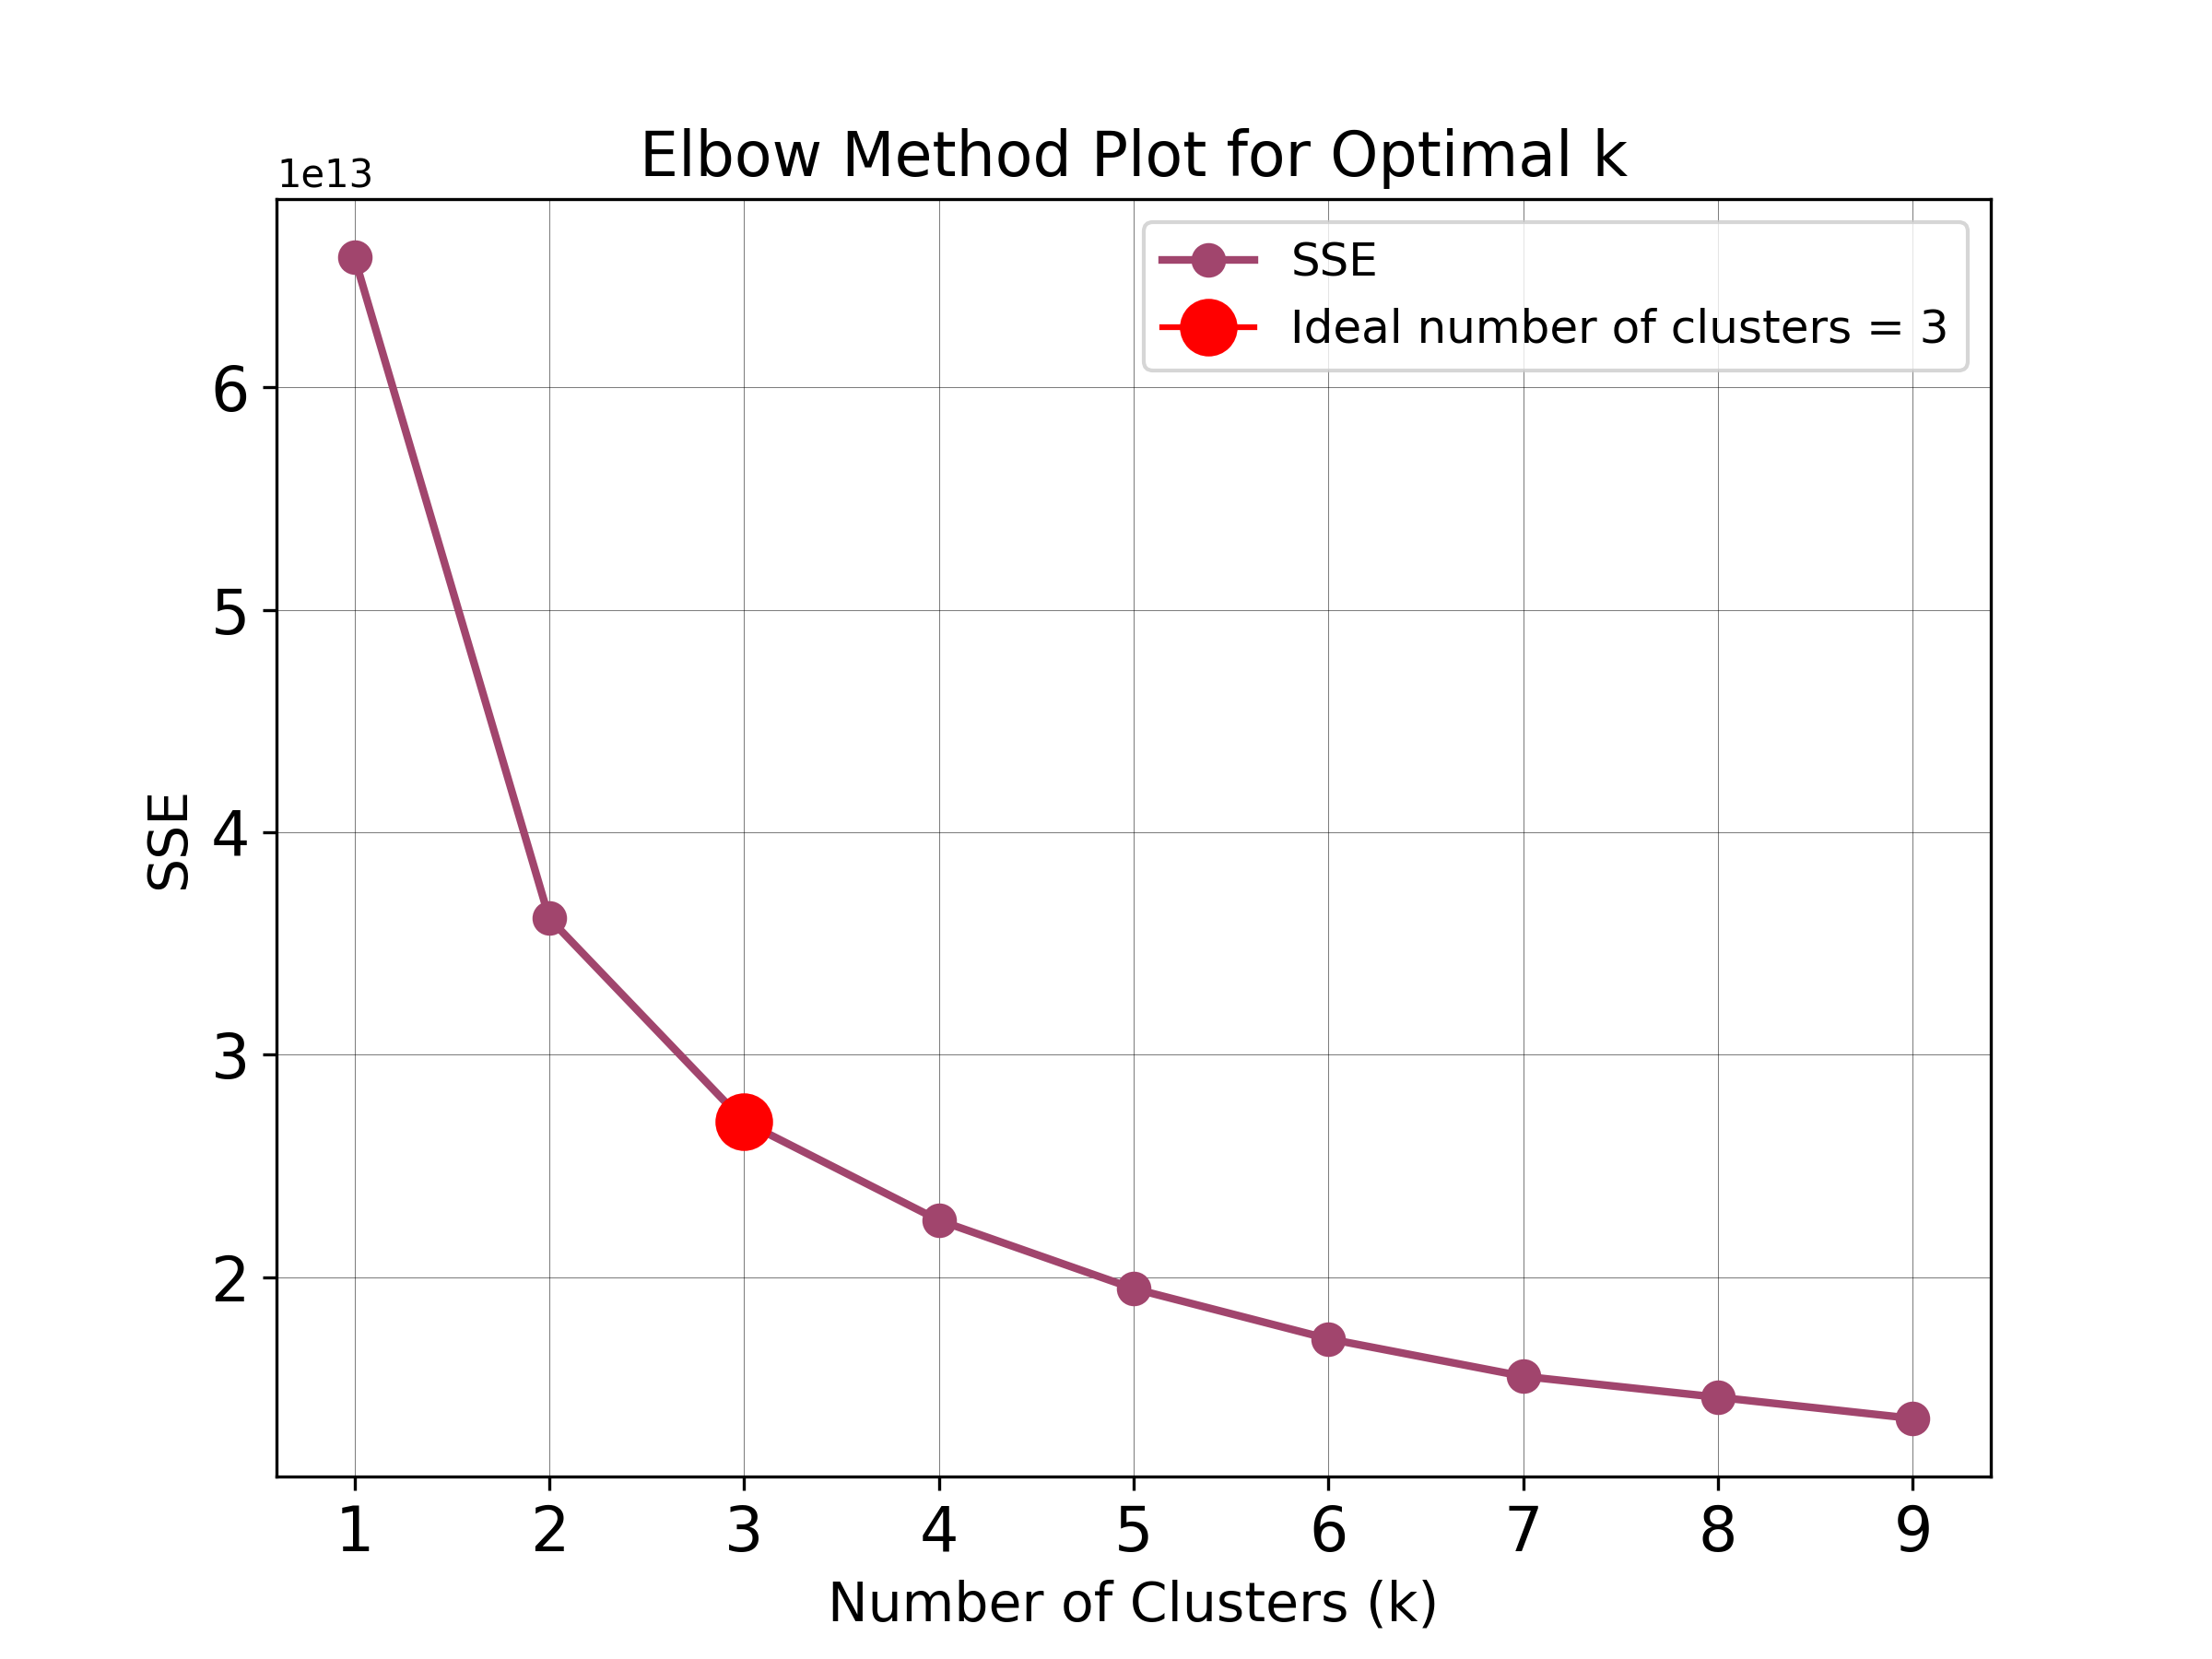 Elbow Method Plot for Optimal k
1e13
SSE
Ideal number of clusters = 3
6
5
4
3
2
SSE
1 2 3 4 5 6 7 8 9
Number of Clusters (k)